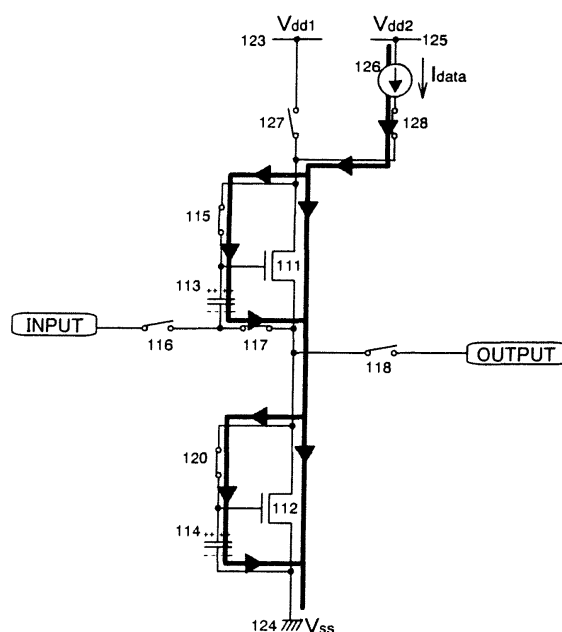 Vdd1
Vdd2
123
125
126
Idata
127
128
115
111
113
+ + + +
INPUT
116
117
118
OUTPUT
120
112
114
+ + + +
124
Vss